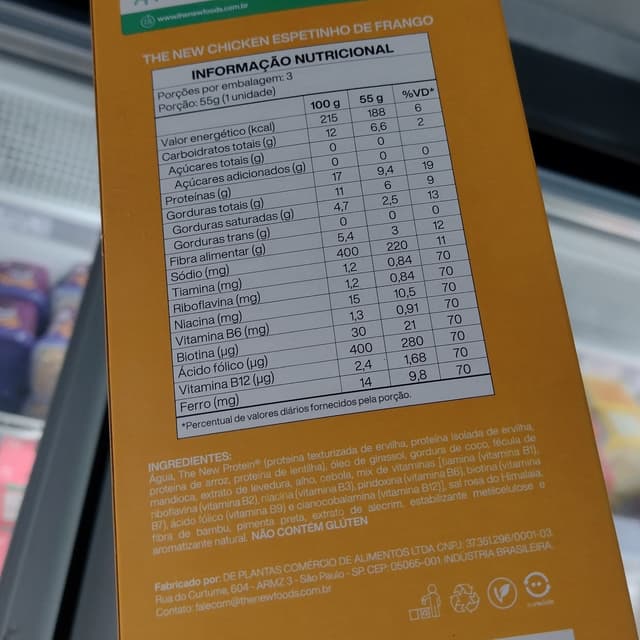 www.thenewfoods.com.br
THE NEW CHICKEN ESPETINHO DE FRANGO
INFORMAÇÃO NUTRICIONAL
Porções por embalagem: 3
Porção: 55g (1 unidade)
100 g 55 g %VD*
Valor energético (kcal) 215 188 6
Carboidratos totais (g) 12 6,6 2
Açúcares totais (g) 0 0
Açúcares adicionados (g) 0 0 0
Proteínas (g) 17 9,4 19
Gorduras totais (g) 11 6 9
Gorduras saturadas (g) 4,7 2,5 13
Gorduras trans (g) 0 0 0
Fibra alimentar (g) 5,4 3 12
Sódio (mg) 400 220 11
Tiamina (mg) 1,2 0,84 70
Riboflavina (mg) 1,2 0,84 70
Niacina (mg) 15 10,5 70
Vitamina B6 (mg) 1,3 0,91 70
Biotina (µg) 30 21 70
Ácido fólico (µg) 400 280 70
Vitamina B12 (µg) 2,4 1,68 70
Ferro (mg) 14 9,8 70
*Percentual de valores diários fornecidos pela porção.
INGREDIENTES:
Água, The New Protein® (proteína texturizada de ervilha, proteína isolada de ervilha,
proteína de arroz, proteína de lentilha), óleo de girassol, gordura de coco, fécula de
mandioca, extrato de levedura, alho, cebola, mix de vitaminas [tiamina (vitamina B1),
riboflavina (vitamina B2), niacina (vitamina B3), piridoxina (vitamina B6), biotina (vitamina
B7), ácido fólico (vitamina B9) e cianocobalamina (vitamina B12)], sal rosa do Himalaia,
fibra de bambu, pimenta preta, extrato de alecrim, estabilizante metilcelulose e
aromatizante natural. NÃO CONTÉM GLÚTEN
Fabricado por: DE PLANTAS COMÉRCIO DE ALIMENTOS LTDA CNPJ: 37.361.296/0001-03
Rua do Curtume, 604 - ARMZ 3 - São Paulo - SP. CEP: 05065-001 INDÚSTRIA BRASILEIRA.
Contato: falecom@thenewfoods.com.br